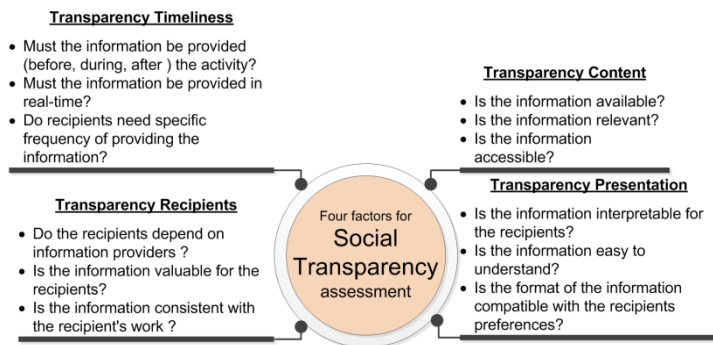 Transparency Timeliness
• Must the information be provided
(before, during, after ) the activity?
• Must the information be provided in
real-time?
• Do recipients need specific
frequency of providing the
information?
Transparency Content
• Is the information available?
• Is the information relevant?
• Is the information
accessible?
Transparency Recipients
• Do the recipients depend on
information providers ?
• Is the information valuable for the
recipients?
• Is the information consistent with
the recipient's work ?
Four factors for
Social
Transparency
assessment
Transparency Presentation
• Is the information interpretable for
the recipients?
• Is the information easy to
understand?
• Is the format of the information
compatible with the recipients
preferences?